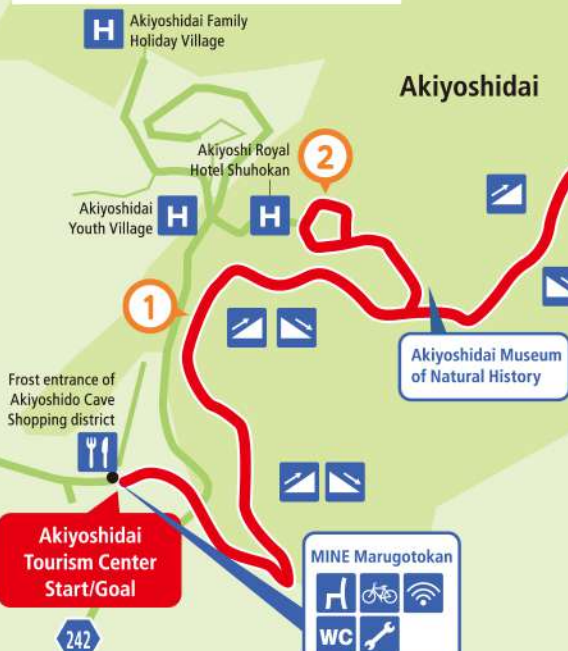 Akiyoshidai Family
Holiday Village
H
Akiyoshidai
Akiyoshi Royal
Hotel Shuhokan
2
H
Akiyoshidai
Youth Village
H
1
Akiyoshidai Museum
of Natural History
Frost entrance of
Akiyoshido Cave
Shopping district
Akiyoshidai
Tourism Center
Start/Goal
MINE Marugotokan
WC
242